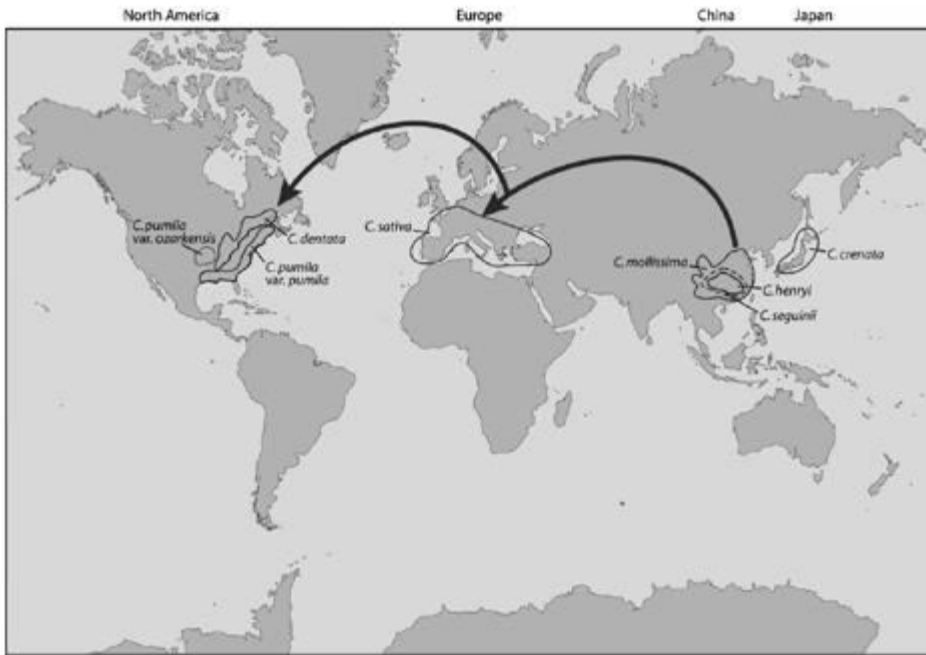 North America Europe China Japan
C.pumila
var. ozarkensis
C.dentata
C.pumila
var. pumila
C. sativa
C.mollissima
C.henryi
C.seguinii
C. crenata